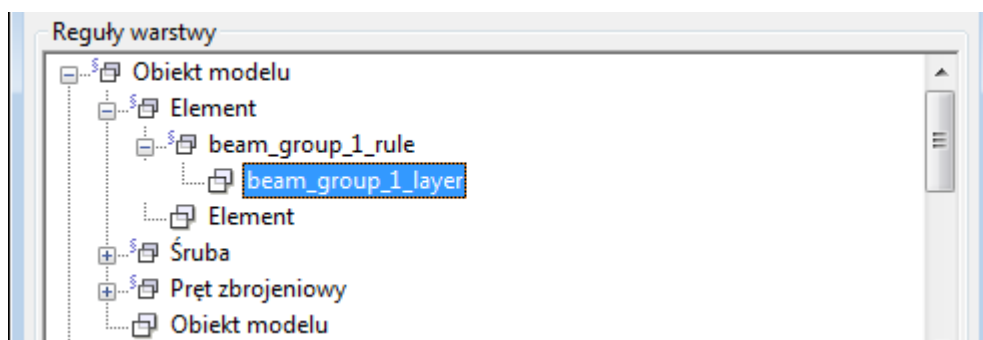 Reguły warstwy
Obiekt modelu
Element
beam_group_1_rule
beam_group_1_layer
Element
Śruba
Pręt zbrojeniowy
Obiekt modelu